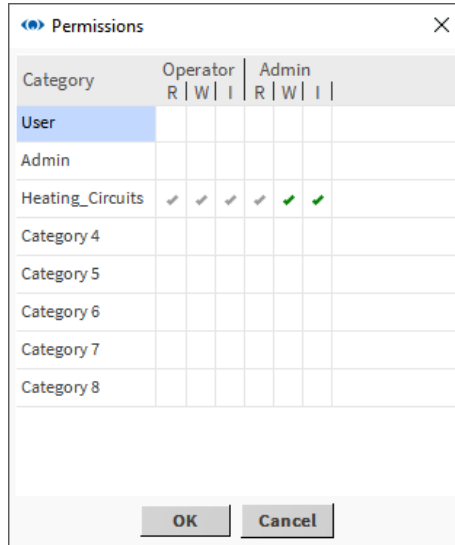 Permissions
Category Operator Admin
R W I R W I
User
Admin
Heating_Circuits
Category 4
Category 5
Category 6
Category 7
Category 8
OK Cancel